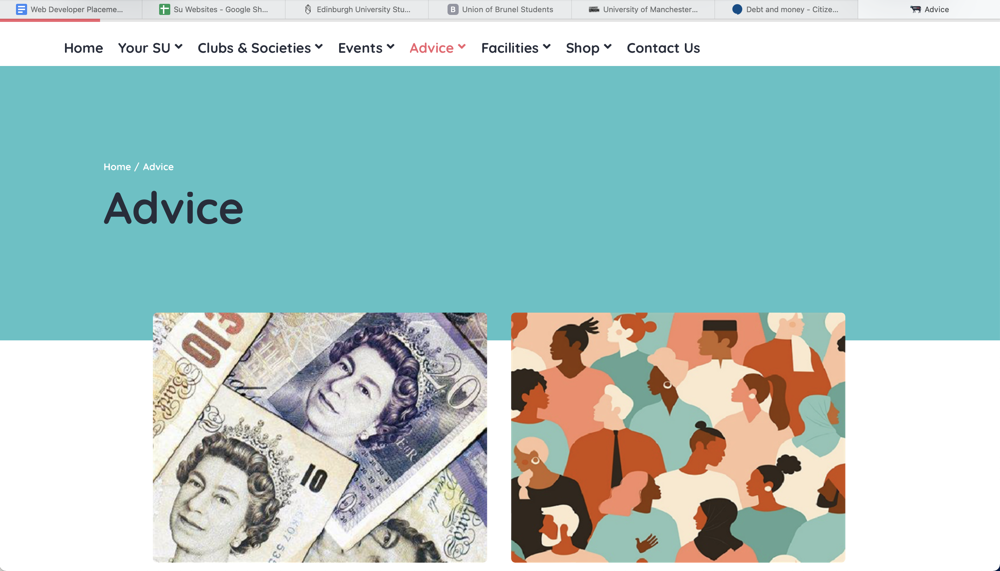 Web Developer Placeme...
Su Websites - Google Sh...
Edinburgh University Stu...
B Union of Brunel Students
University of Manchester...
Debt and money - Citize...
Advice
Home
Your SU
Clubs & Societies
Events
Advice
Facilities
Shop
Contact Us
Home / Advice
Advice
£10
20
10
EIIR